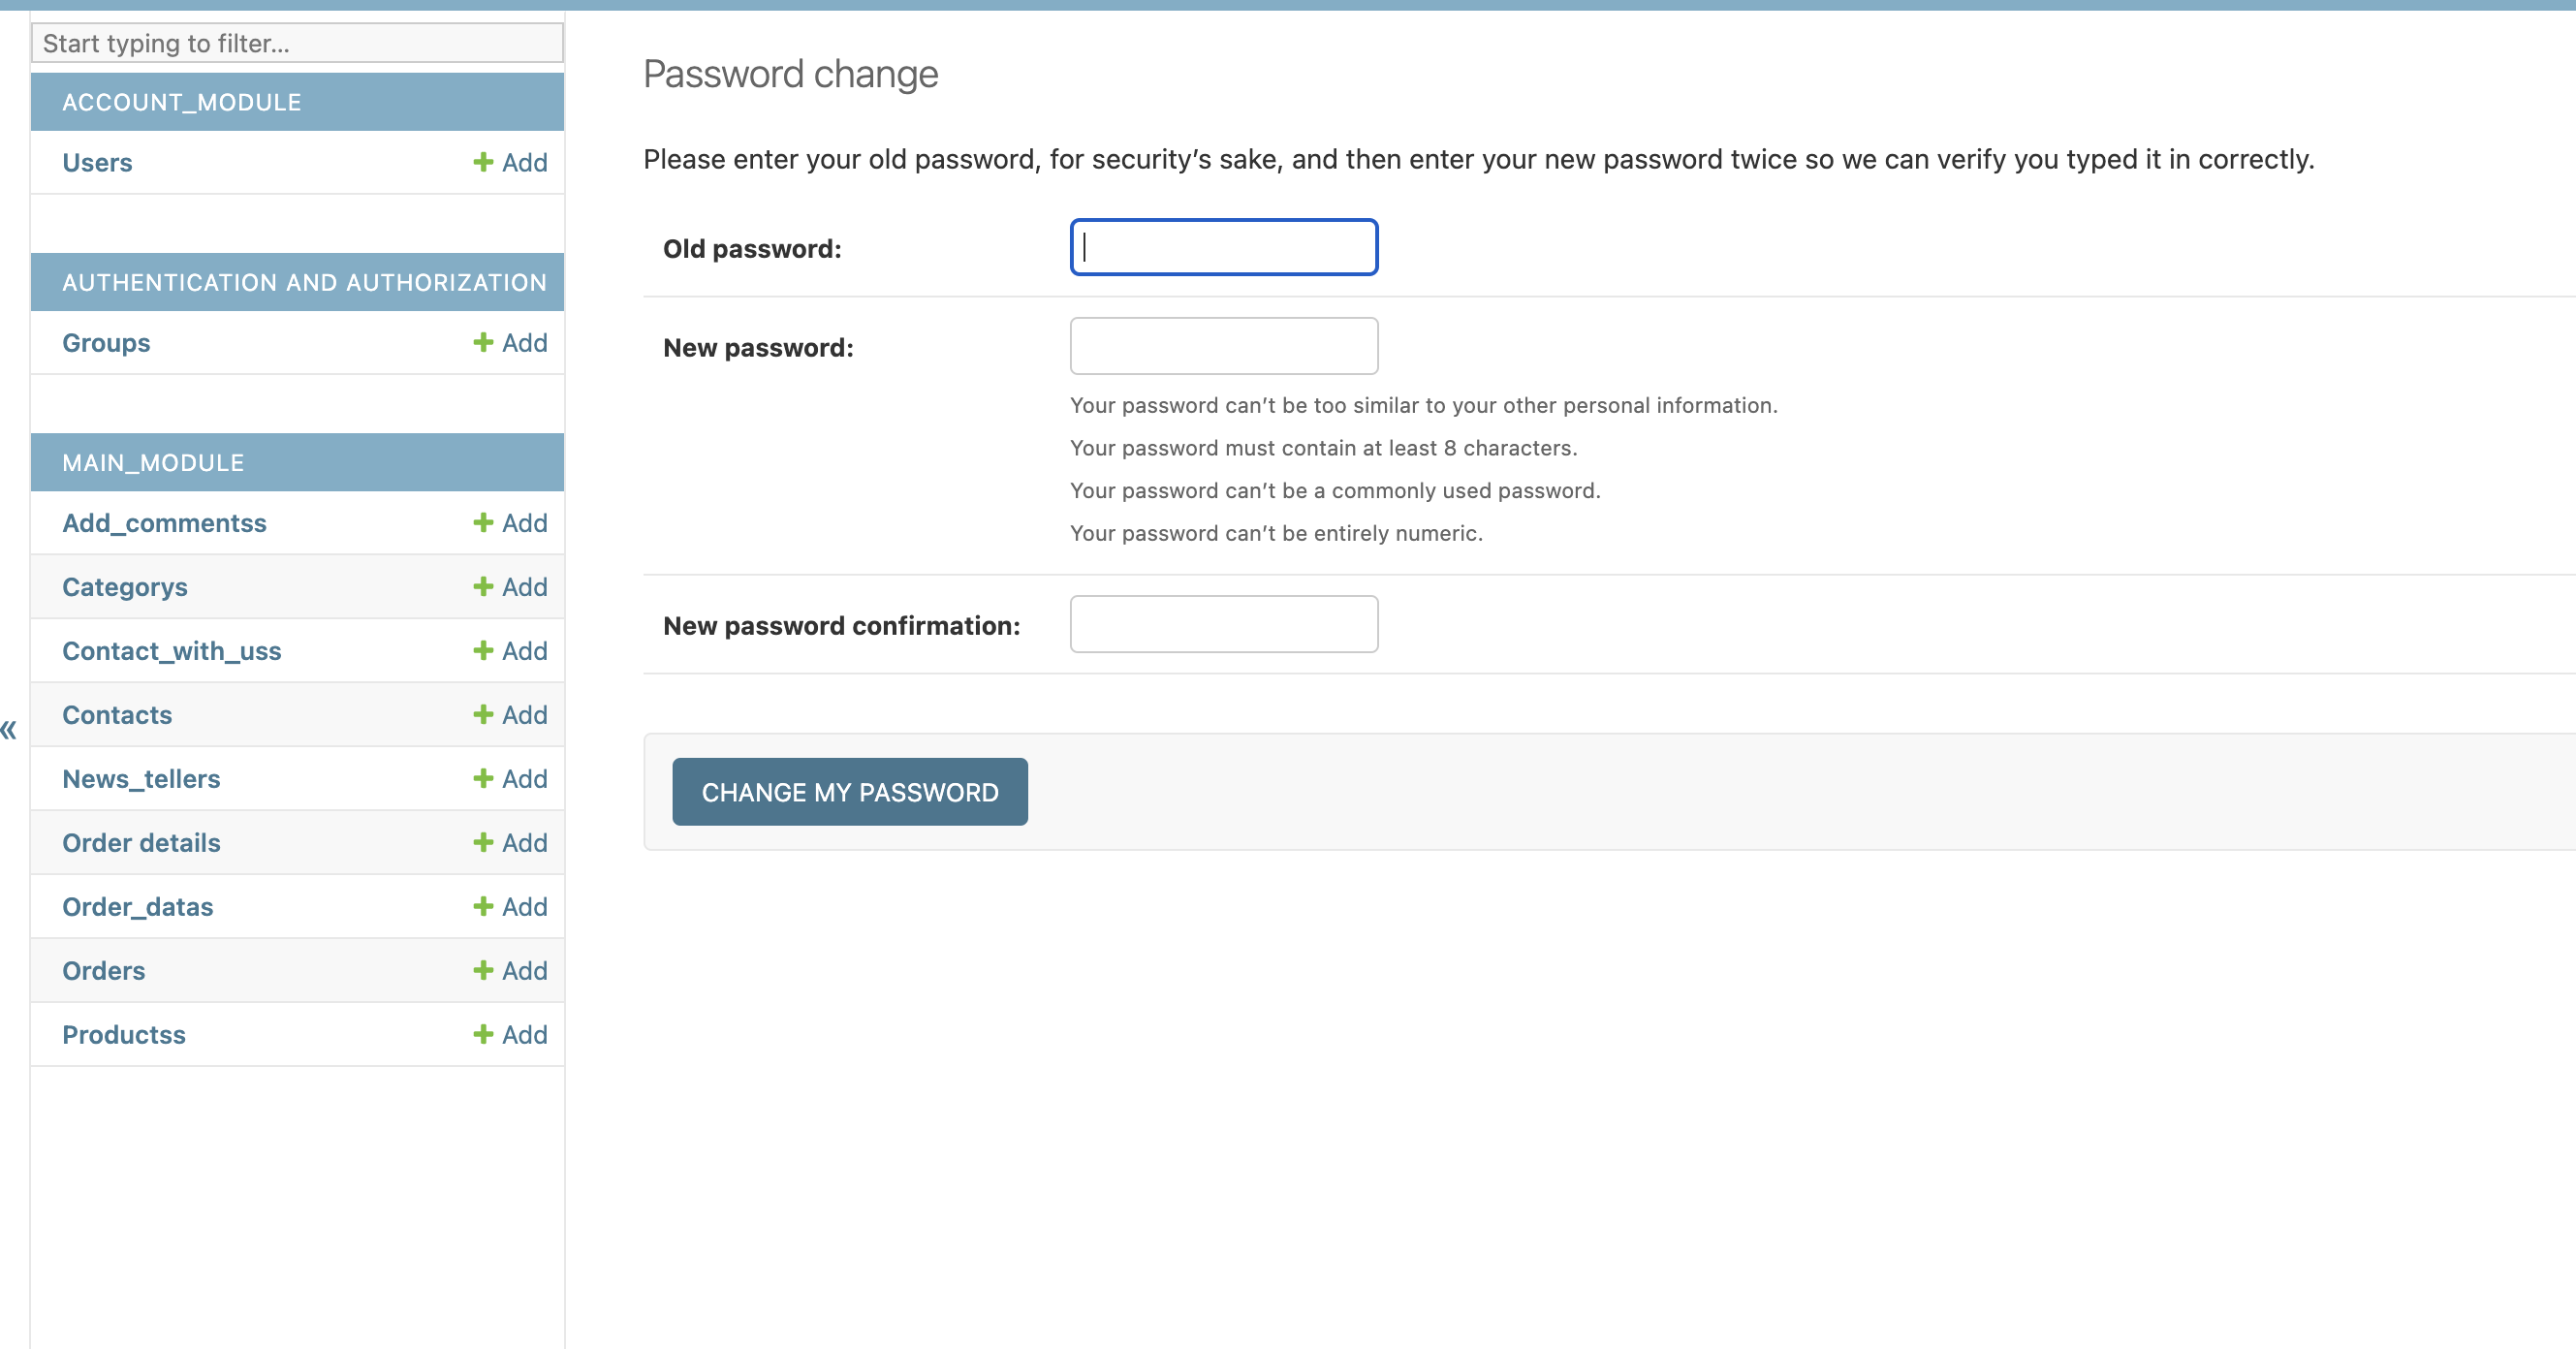 Start typing to filter...
ACCOUNT_MODULE
Users
Add
AUTHENTICATION AND AUTHORIZATION
Groups
Add
MAIN_MODULE
Add_commentss
Add
Categorys
Add
Contact_with_uss
Add
Contacts
Add
News_tellers
Add
Order details
Add
Order_datas
Add
Orders
Add
Productss
Add
«
Password change
Please enter your old password, for security’s sake, and then enter your new password twice so we can verify you typed it in correctly.
Old password:
New password:
Your password can’t be too similar to your other personal information.
Your password must contain at least 8 characters.
Your password can’t be a commonly used password.
Your password can’t be entirely numeric.
New password confirmation:
CHANGE MY PASSWORD